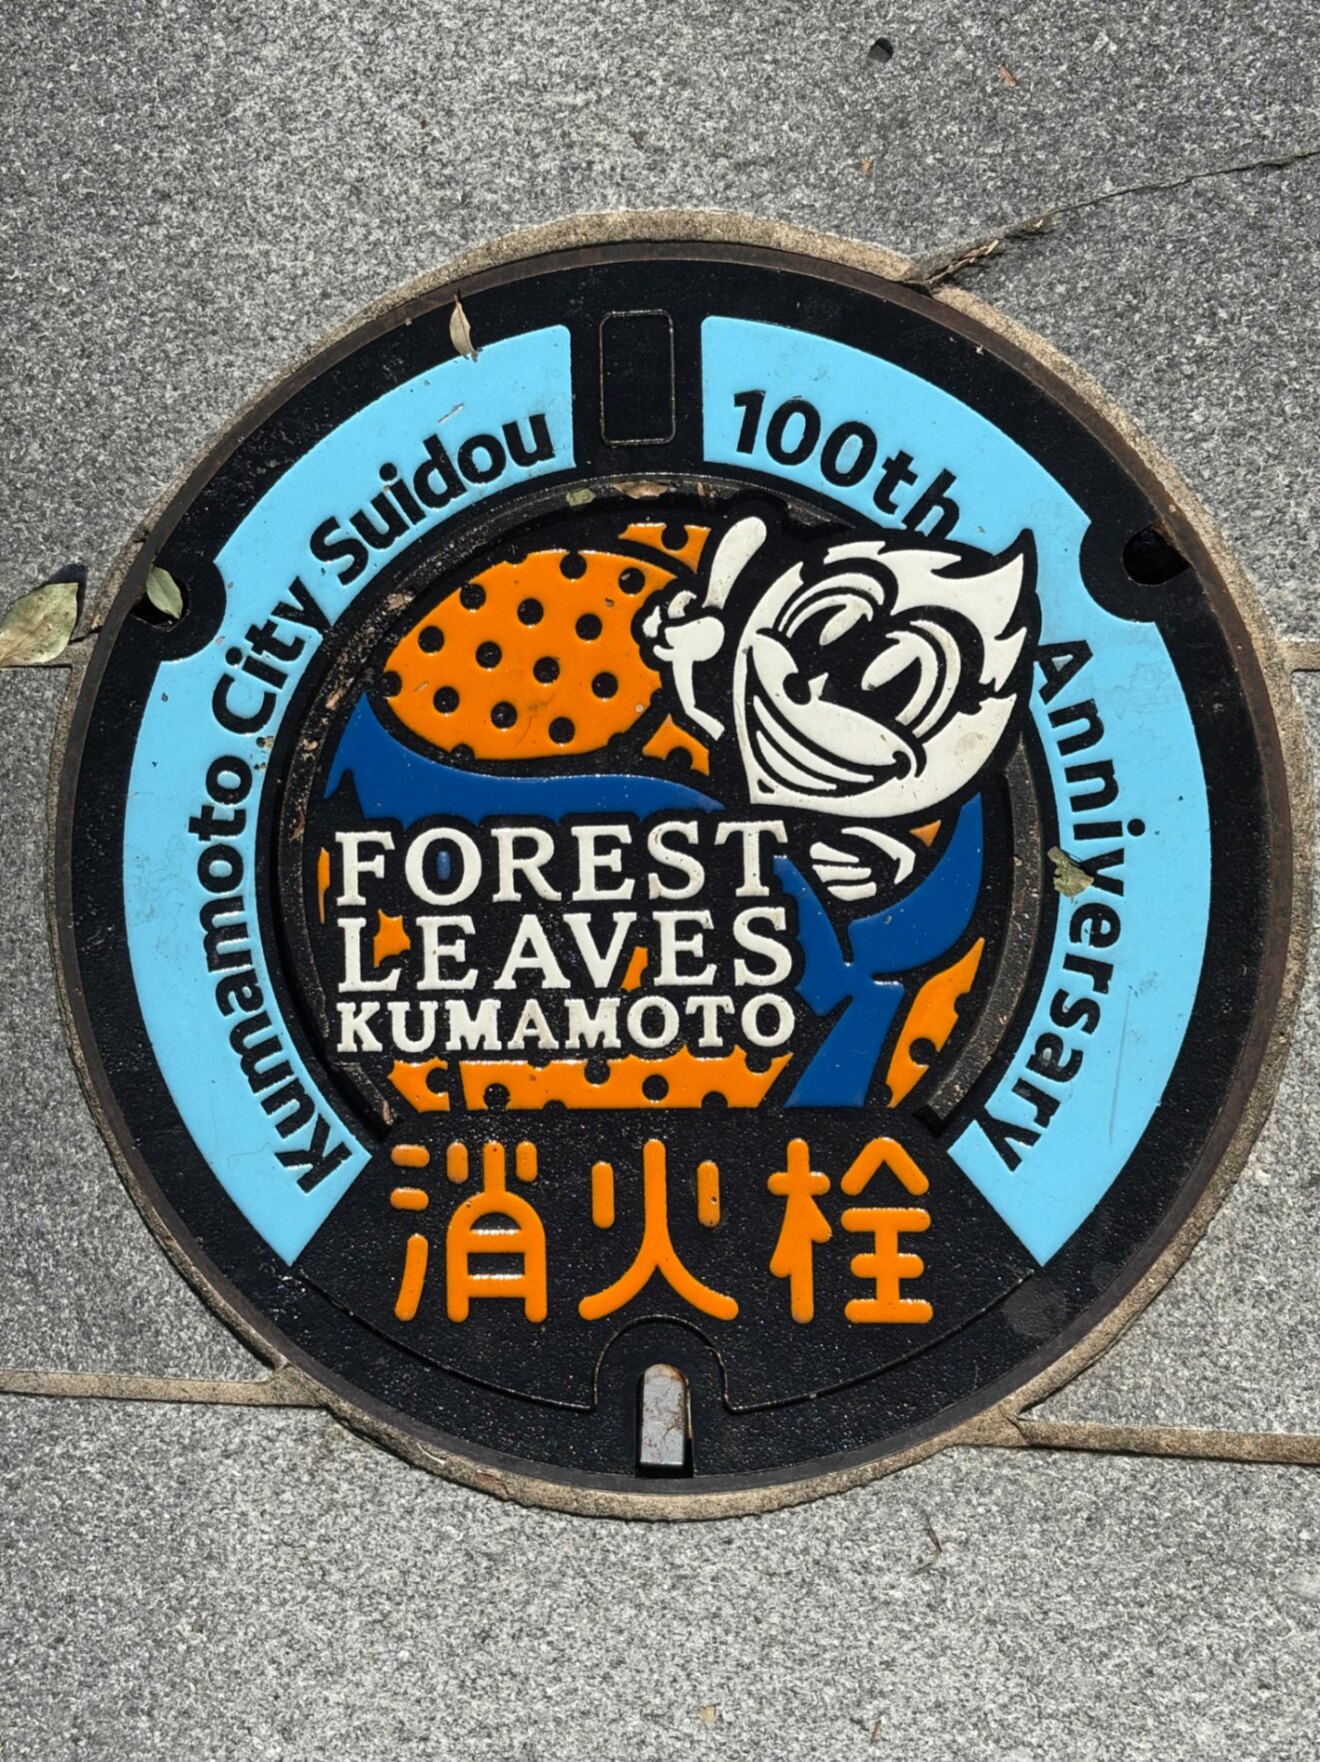 Kumamoto City Suidou
100th Anniversary
FOREST
LEAVES
KUMAMOTO
消火栓